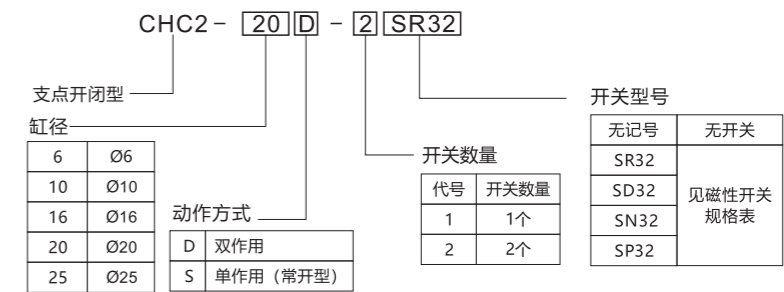 CHC2- 20 D - 2 SR32
支点开闭型
缸径
6 Ø6
10 Ø10
16 Ø16
20 Ø20
25 Ø25
动作方式
D 双作用
S 单作用（常开型）
开关数量
代号 开关数量
1 1个
2 2个
开关型号
无记号 无开关
SR32
SD32
SN32
SP32
见磁性开关
规格表